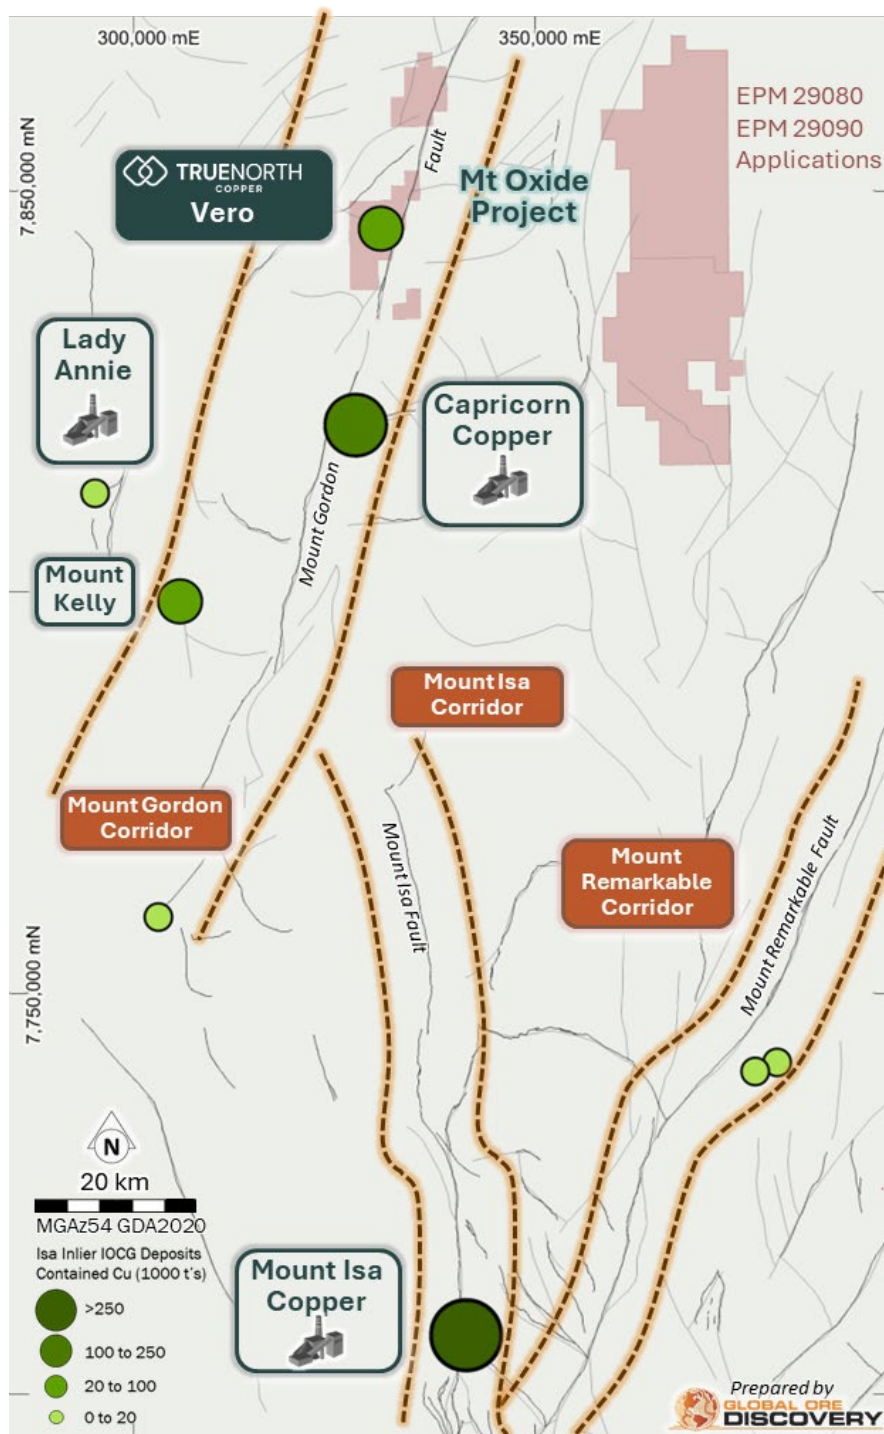 300,000 mE
350,000 mE
EPM 29080
EPM 29090
Applications
7,850,000 mN
TRUENORTH
COPPER
Vero
Fault
Mt Oxide
Project
Lady
Annie
Capricorn
Copper
Mount Gordon
Mount
Kelly
Mount Isa
Corridor
Mount Gordon
Corridor
Mount Isa Fault
Mount
Remarkable
Corridor
Mount Remarkable Fault
7,750,000 mN
N
20 km
MGAz54 GDA2020
Isa Inlier IOCG Deposits
Contained Cu (1000 t's)
>250
100 to 250
20 to 100
0 to 20
Mount Isa
Copper
Prepared by
GLOBAL ORE
DISCOVERY